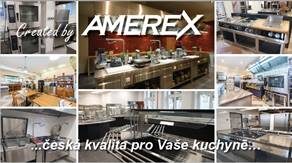 Created by AMEREX
...česká kvalita pro Vaše kuchyně...